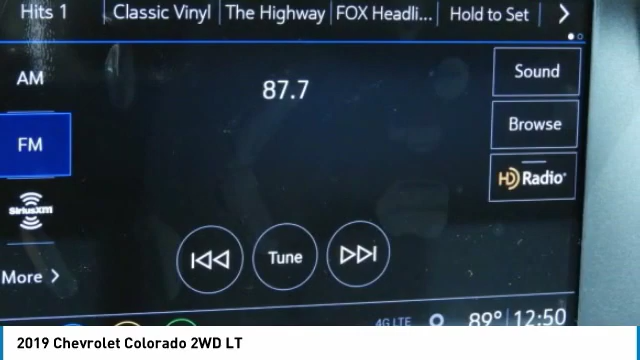 Hits 1 Classic Vinyl The Highway FOX Headli... Hold to Set
AM
87.7
Sound
FM
Browse
HD Radio
SiriusXM
Tune
More
4G LTE 89° 12:50
2019 Chevrolet Colorado 2WD LT